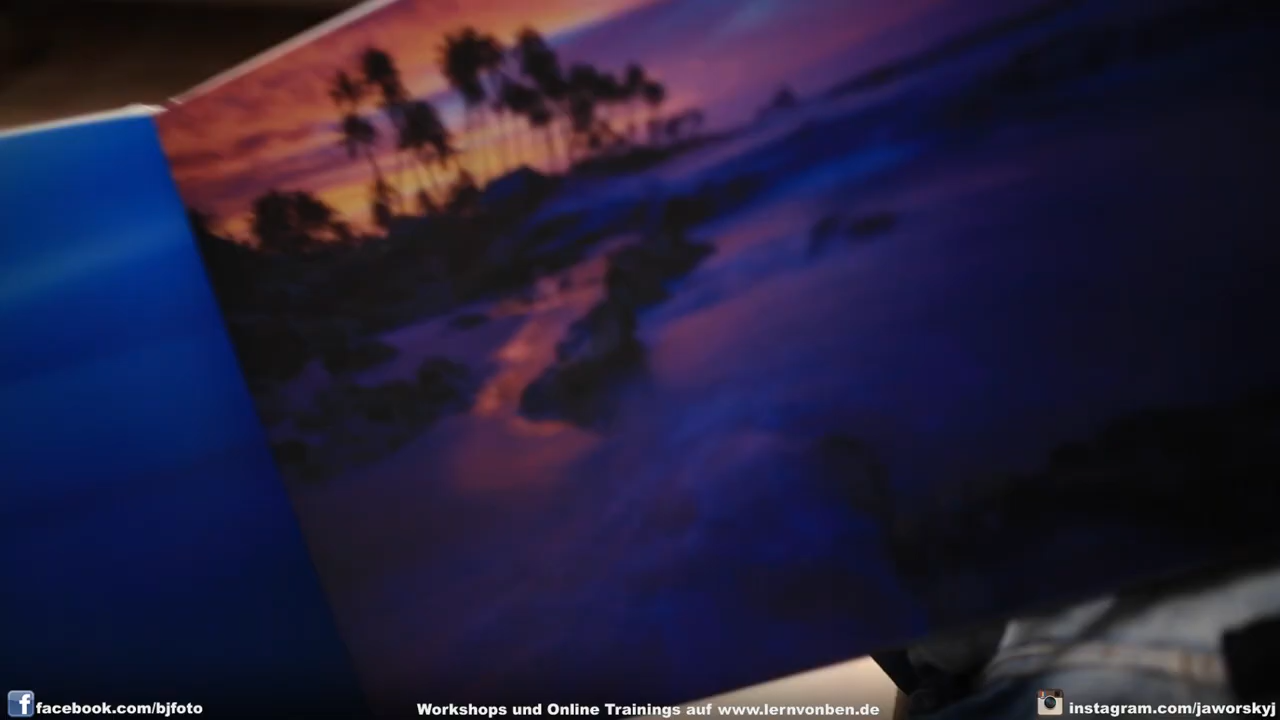 facebook.com/bjfoto
Workshops und Online Trainings auf www.lernvonben.de
instagram.com/jaworskyj